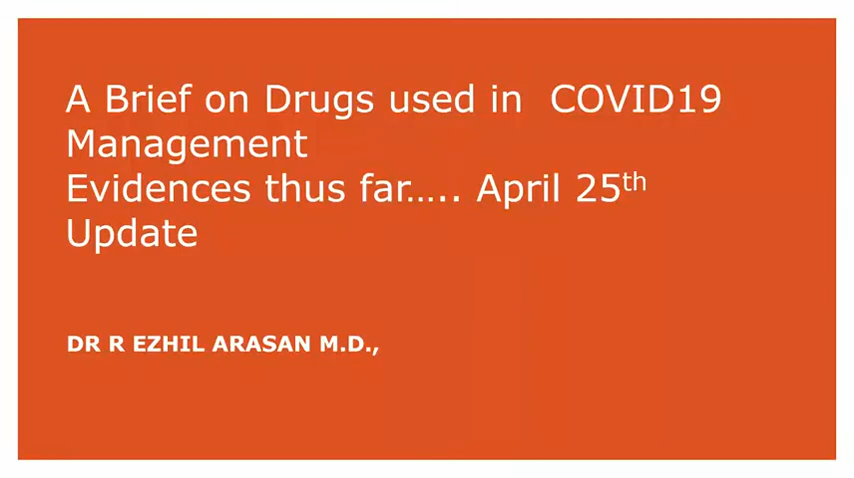 A Brief on Drugs used in COVID19
Management
Evidences thus far….. April 25th
Update
DR R EZHIL ARASAN M.D.,